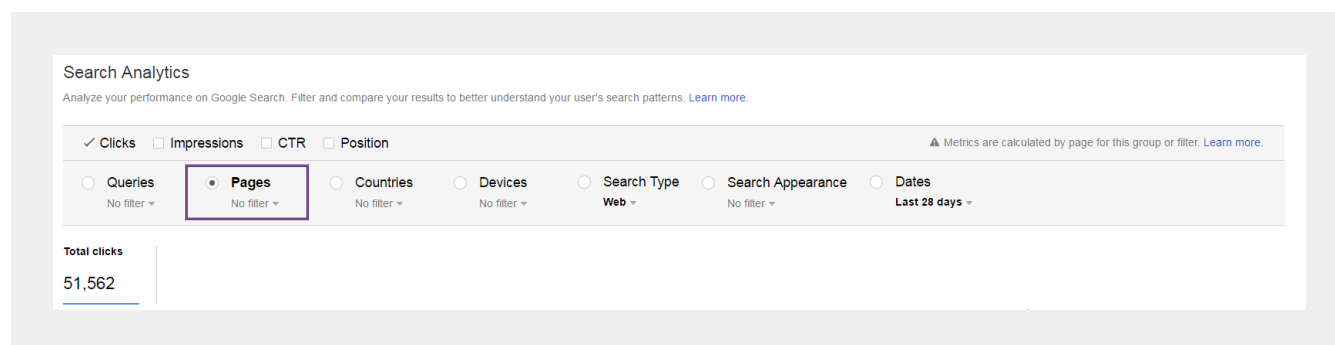 Search Analytics
Analyze your performance on Google Search. Filter and compare your results to better understand your user's search patterns. Learn more.
Clicks Impressions CTR Position Metrics are calculated by page for this group or filter. Learn more.
Queries Pages Countries Devices Search Type Search Appearance Dates
No filter No filter No filter No filter Web No filter Last 28 days
Total clicks
51,562